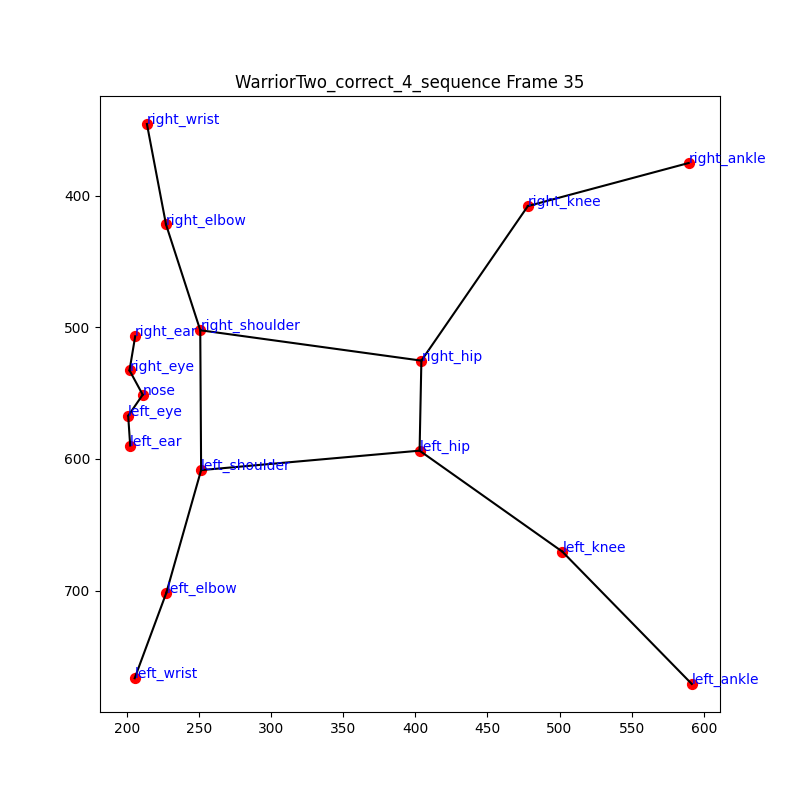 WarriorTwo_correct_4_sequence Frame 35
right_wrist
right_ankle
right_knee
right_elbow
right_shoulder
right_ear
right_hip
right_eye
nose
left_eye
left_ear
left_hip
left_shoulder
left_knee
left_elbow
left_wrist
left_ankle
400
500
600
700
200 250 300 350 400 450 500 550 600